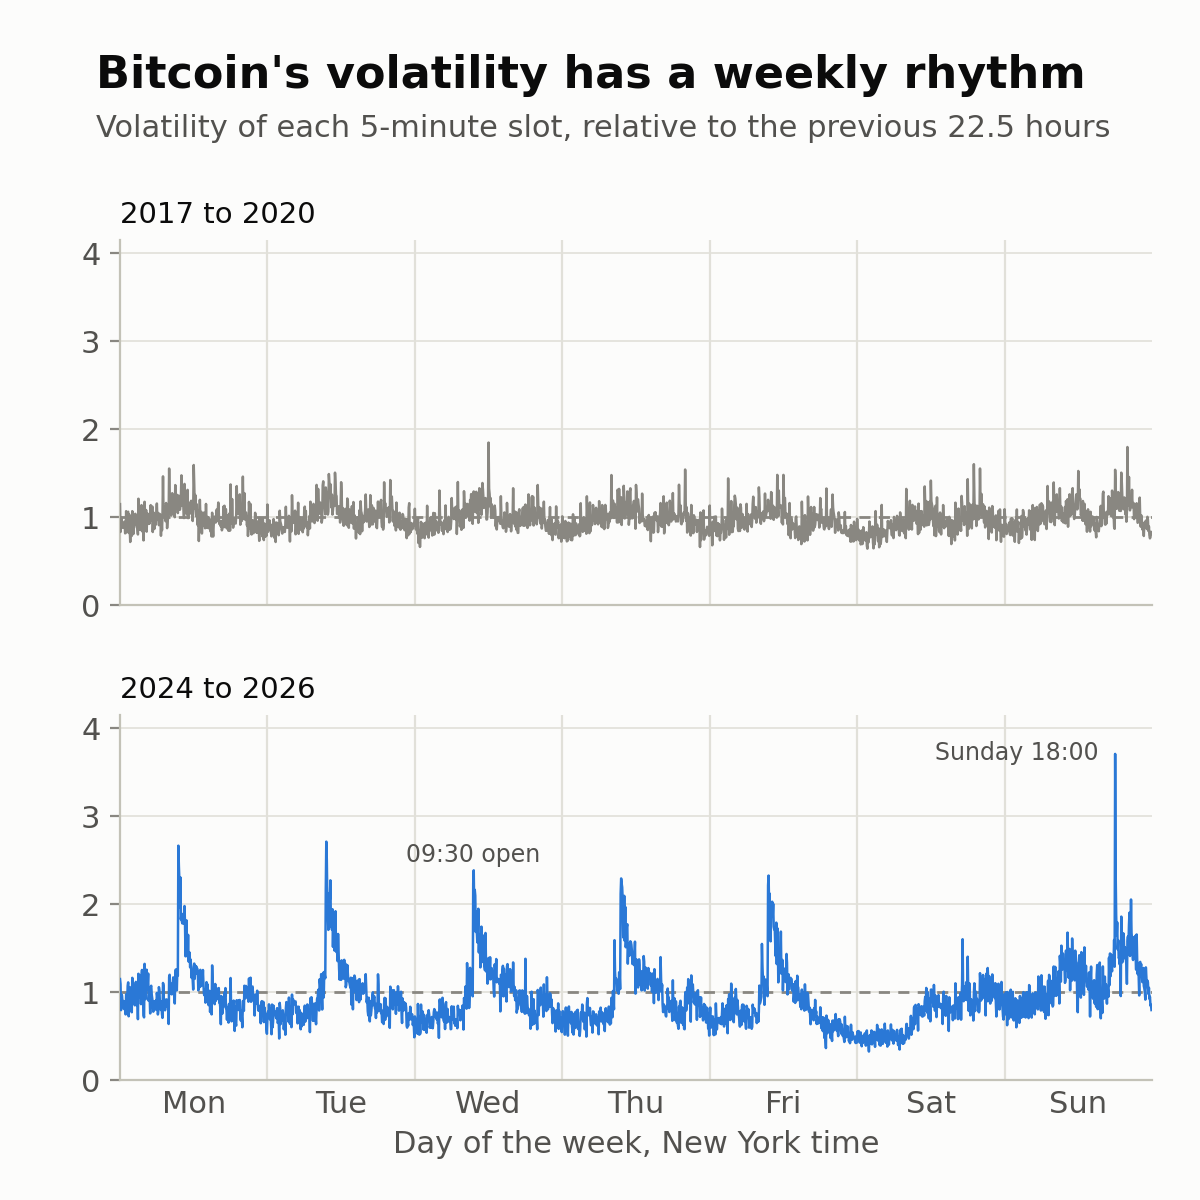 Bitcoin's volatility has a weekly rhythm
Volatility of each 5-minute slot, relative to the previous 22.5 hours
2017 to 2020
4
3
2
1
0
2024 to 2026
4
Sunday 18:00
3
09:30 open
2
1
0
Mon Tue Wed Thu Fri Sat Sun
Day of the week, New York time